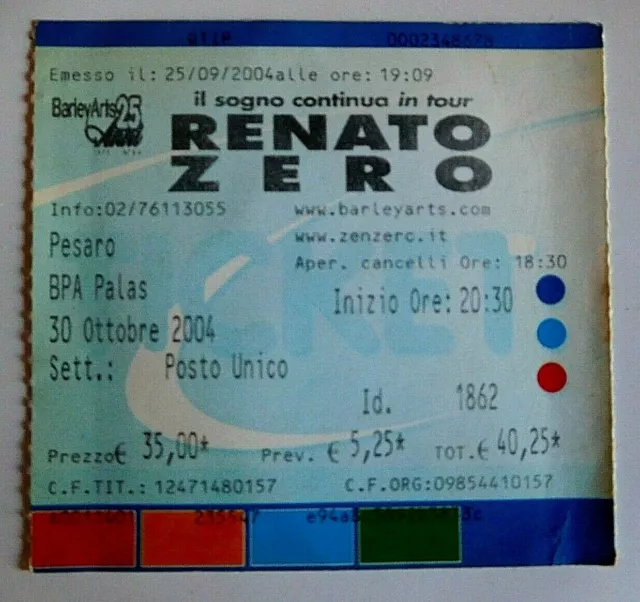 Emesso il: 25/09/2004alle ore: 19:09
BarleyArts 25
il sogno continua in tour
RENATO
ZERO
Info:02/76113055 www.barleyarts.com
Pesaro www.zenzero.it
Aper. cancelli Ore: 18:30
BPA Palas Inizio Ore: 20:30
30 Ottobre 2004
TICKET
Sett.: Posto Unico
Id. 1862
Prezzo€ 35,00* Prev. € 5,25* TOT.€ 40,25*
C.F.TIT.: 12471480157 C.F.ORG:09854410157